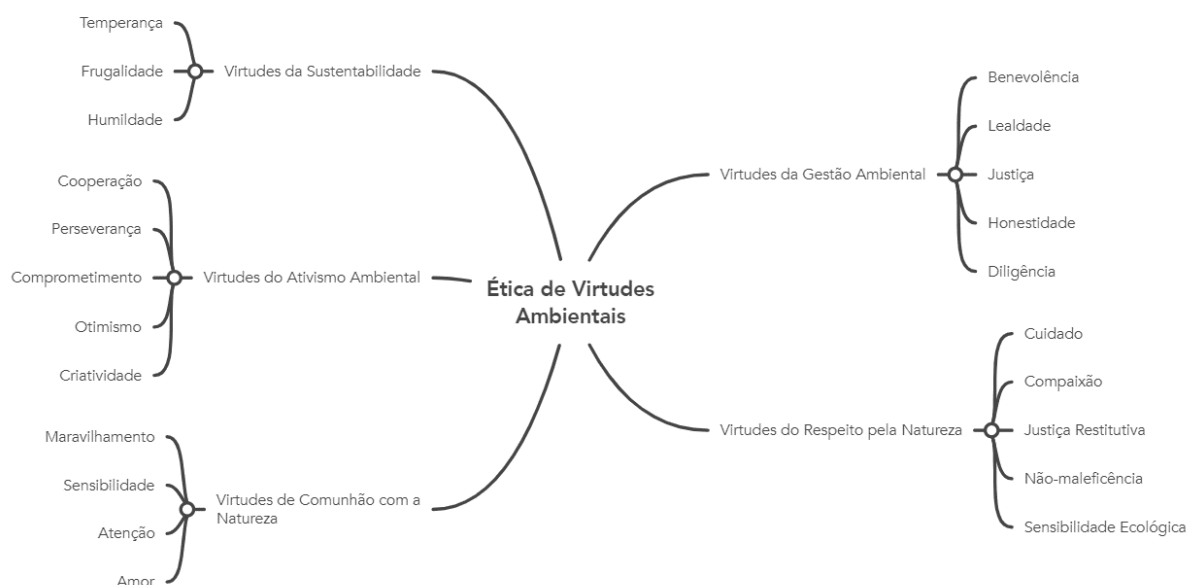 Temperança
Frugalidade
Humildade
Virtudes da Sustentabilidade
Cooperação
Perseverança
Comprometimento
Otimismo
Criatividade
Virtudes do Ativismo Ambiental
Maravilhamento
Sensibilidade
Atenção
Amor
Virtudes de Comunhão com a
Natureza
Ética de Virtudes
Ambientais
Virtudes da Gestão Ambiental
Benevolência
Lealdade
Justiça
Honestidade
Diligência
Virtudes do Respeito pela Natureza
Cuidado
Compaixão
Justiça Restitutiva
Não-maleficência
Sensibilidade Ecológica